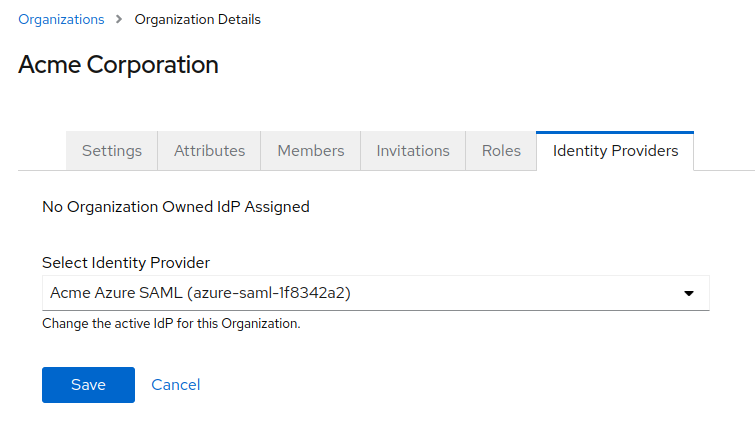 Organizations > Organization Details
Acme Corporation
Settings Attributes Members Invitations Roles Identity Providers
No Organization Owned IdP Assigned
Select Identity Provider
Acme Azure SAML (azure-saml-1f8342a2)
Change the active IdP for this Organization.
Save Cancel